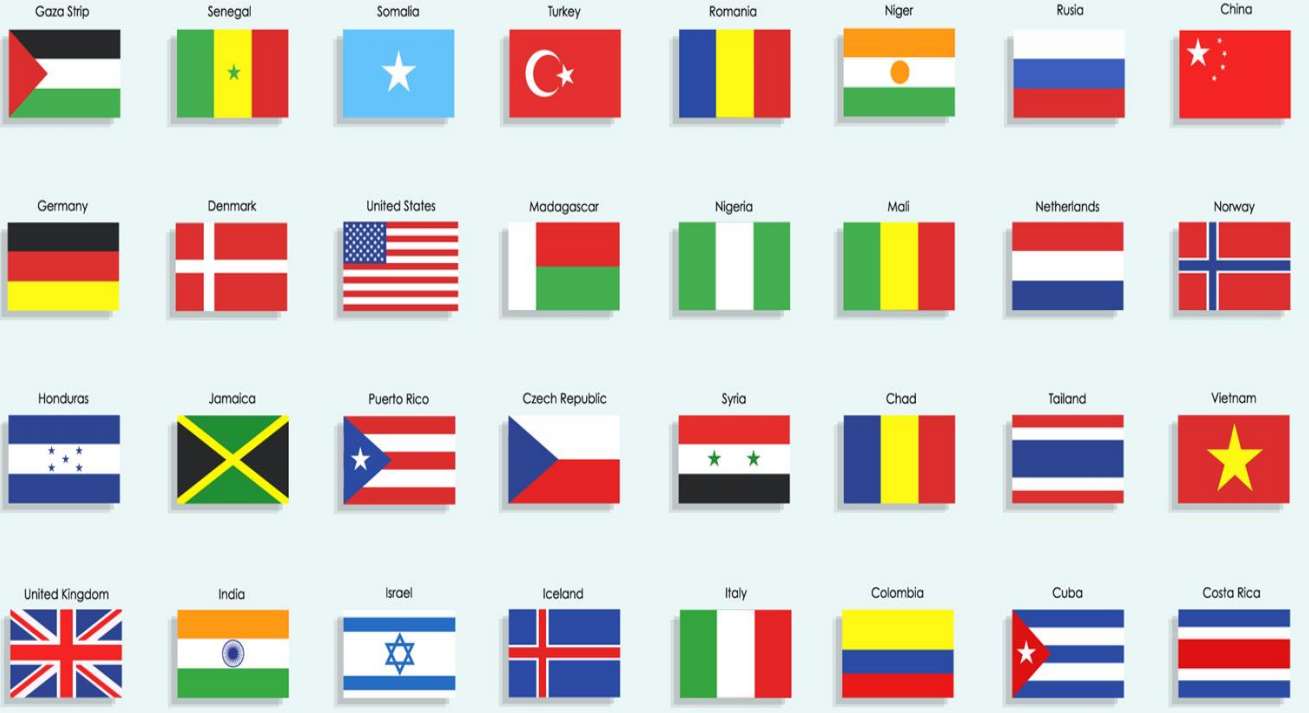 Gaza Strip Senegal Somalia Turkey Romania Niger Rusia China
Germany Denmark United States Madagascar Nigeria Mali Netherlands Norway
Honduras Jamaica Puerto Rico Czech Republic Syria Chad Tailand Vietnam
United Kingdom India Israel Iceland Italy Colombia Cuba Costa Rica